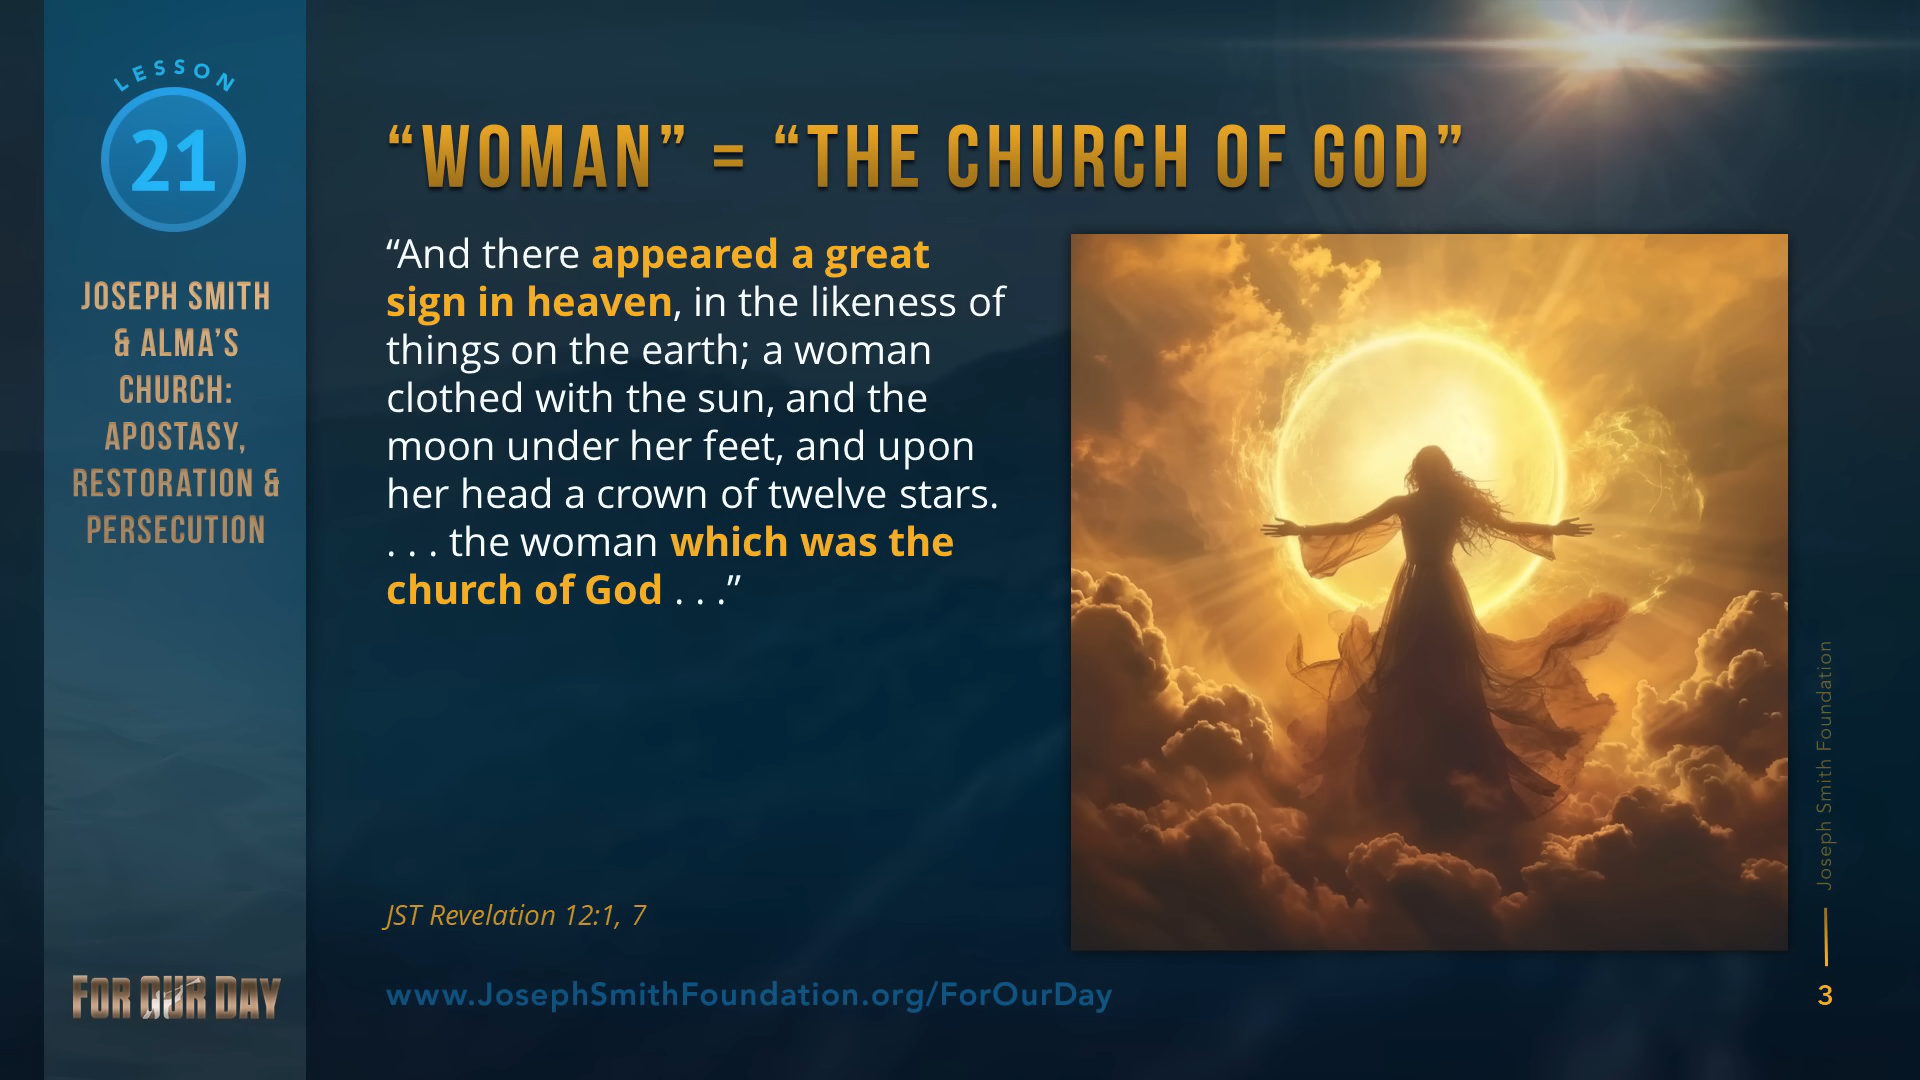 LESSON
21
JOSEPH SMITH
& ALMA’S
CHURCH:
APOSTASY,
RESTORATION &
PERSECUTION
FOR OUR DAY
“WOMAN” = “THE CHURCH OF GOD”
“And there appeared a great
sign in heaven, in the likeness of
things on the earth; a woman
clothed with the sun, and the
moon under her feet, and upon
her head a crown of twelve stars.
. . . the woman which was the
church of God . . .”
JST Revelation 12:1, 7
www.JosephSmithFoundation.org/ForOurDay
Joseph Smith Foundation
3